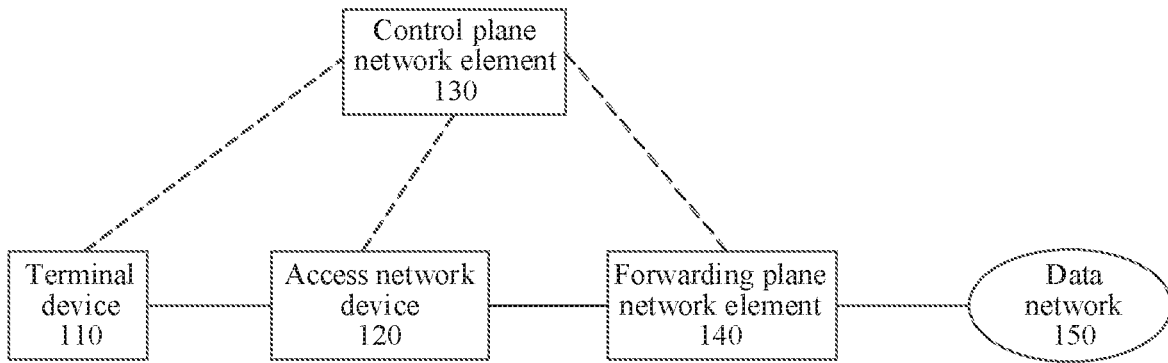 Control plane
network element
130
Terminal
device
110
Access network
device
120
Forwarding plane
network element
140
Data
network
150